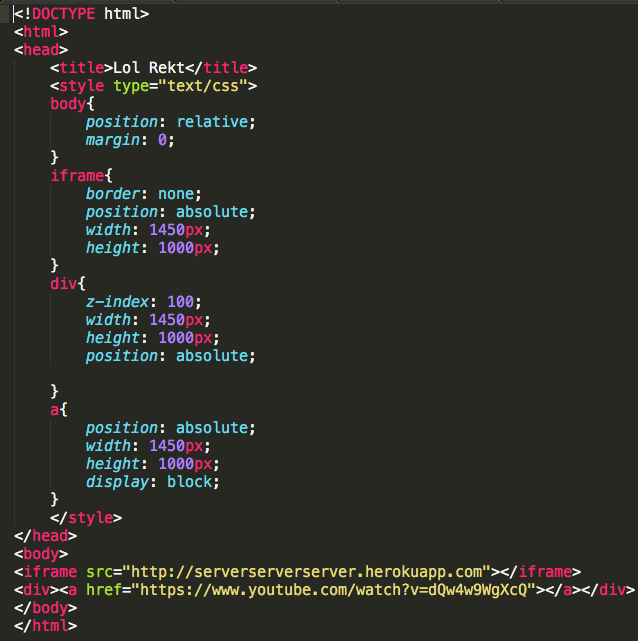 <!DOCTYPE html>
<html>
<head>
    <title>Lol Rekt</title>
    <style type="text/css">
    body{
        position: relative;
        margin: 0;
    }
    iframe{
        border: none;
        position: absolute;
        width: 1450px;
        height: 1000px;
    }
    div{
        z-index: 100;
        width: 1450px;
        height: 1000px;
        position: absolute;

    }
    a{
        position: absolute;
        width: 1450px;
        height: 1000px;
        display: block;
    }
    </style>
</head>
<body>
<iframe src="http://serverserverserver.herokuapp.com"></iframe>
<div><a href="https://www.youtube.com/watch?v=dQw4w9WgXcQ"></a></div>
</body>
</html>